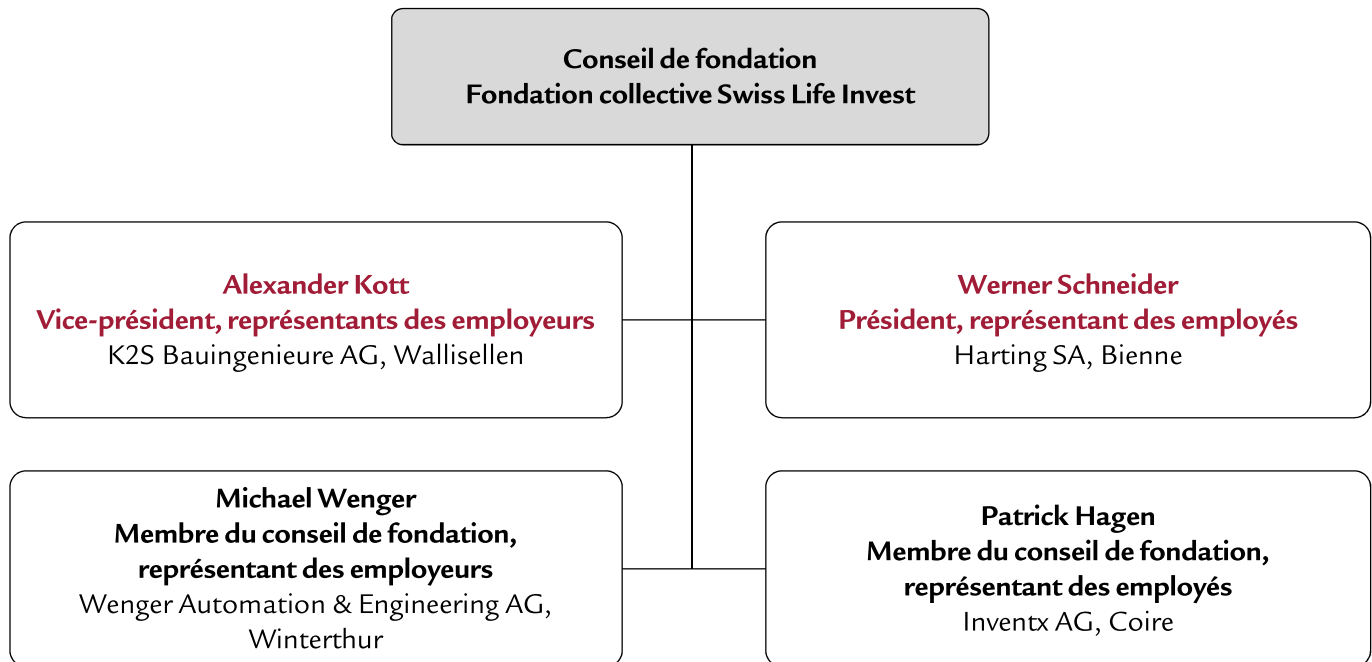 Conseil de fondation
Fondation collective Swiss Life Invest
Alexander Kott
Vice-président, représentants des employeurs
K2S Bauingenieure AG, Wallisellen
Werner Schneider
Président, représentant des employés
Harting SA, Bienne
Michael Wenger
Membre du conseil de fondation,
représentant des employeurs
Wenger Automation & Engineering AG,
Winterthur
Patrick Hagen
Membre du conseil de fondation,
représentant des employés
Inventx AG, Coire